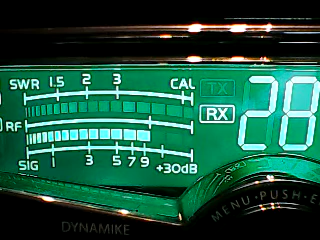 SWR 1.5 2 3 CAL TX
RF RX 28
SIG 1 3 5 7 9 +30dB
MENU·PUSH·E
DYNAMIKE